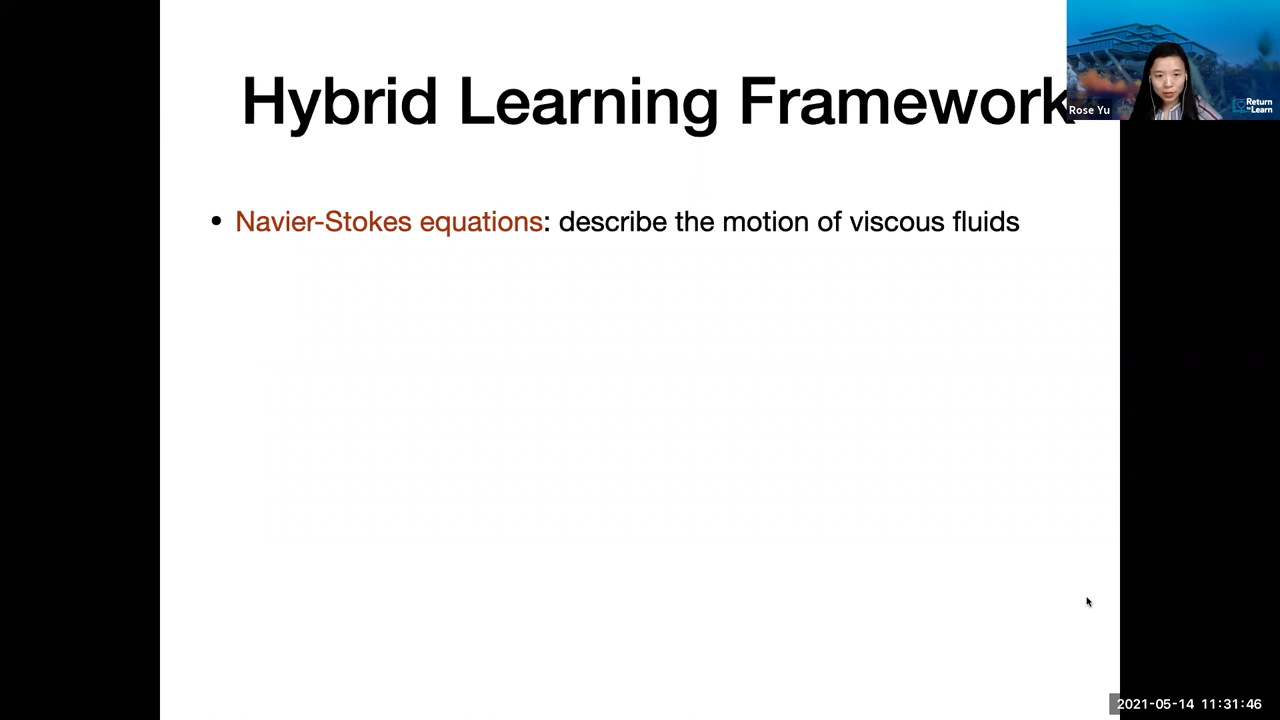 Hybrid Learning Framework
Rose Yu
Return
to Learn
• Navier-Stokes equations: describe the motion of viscous fluids
2021-05-14 11:31:46